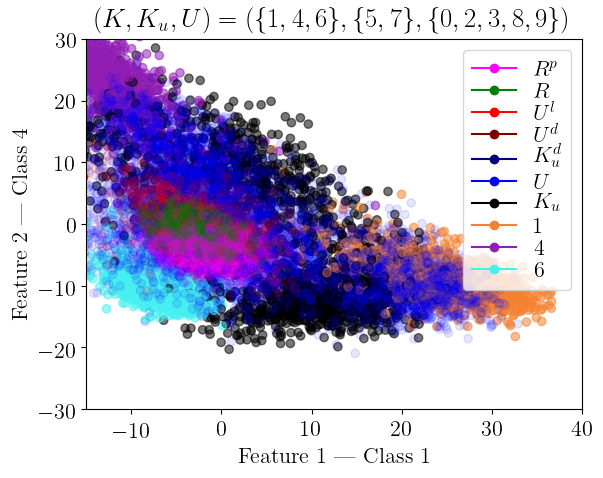 (K, K_u, U) = ({1, 4, 6}, {5, 7}, {0, 2, 3, 8, 9})
30
20
10
0
−10
−20
−30
Feature 2 — Class 4
R^p
R
U^l
U^d
K_u^d
U
K_u
1
4
6
−10
0
10
20
30
40
Feature 1 — Class 1